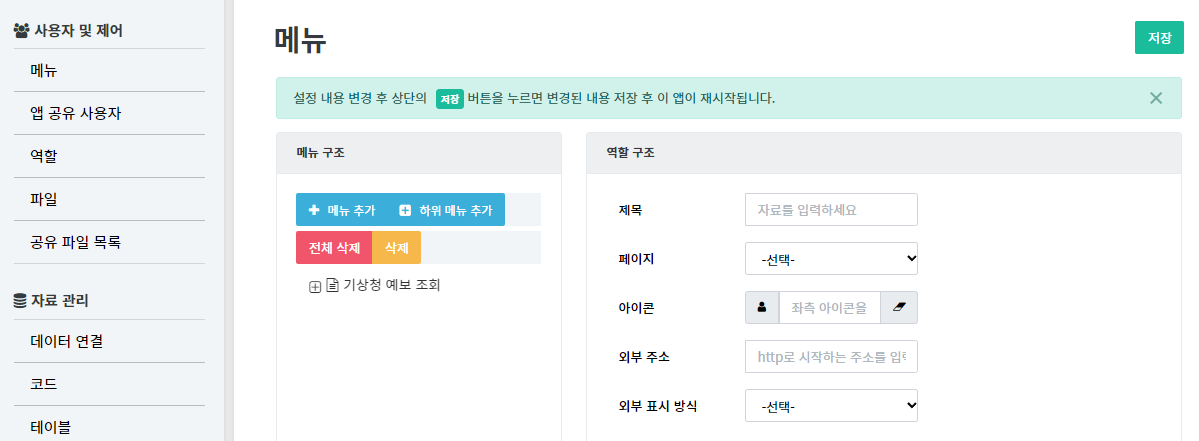 사용자 및 제어
메뉴
앱 공유 사용자
역할
파일
공유 파일 목록
자료 관리
데이터 연결
코드
테이블
메뉴
저장
설정 내용 변경 후 상단의 저장 버튼을 누르면 변경된 내용 저장 후 이 앱이 재시작됩니다.
메뉴 구조
메뉴 추가 하위 메뉴 추가
전체 삭제 삭제
기상청 예보 조회
역할 구조
제목 자료를 입력하세요
페이지 -선택-
아이콘 좌측 아이콘을
외부 주소 http로 시작하는 주소를 입력
외부 표시 방식 -선택-